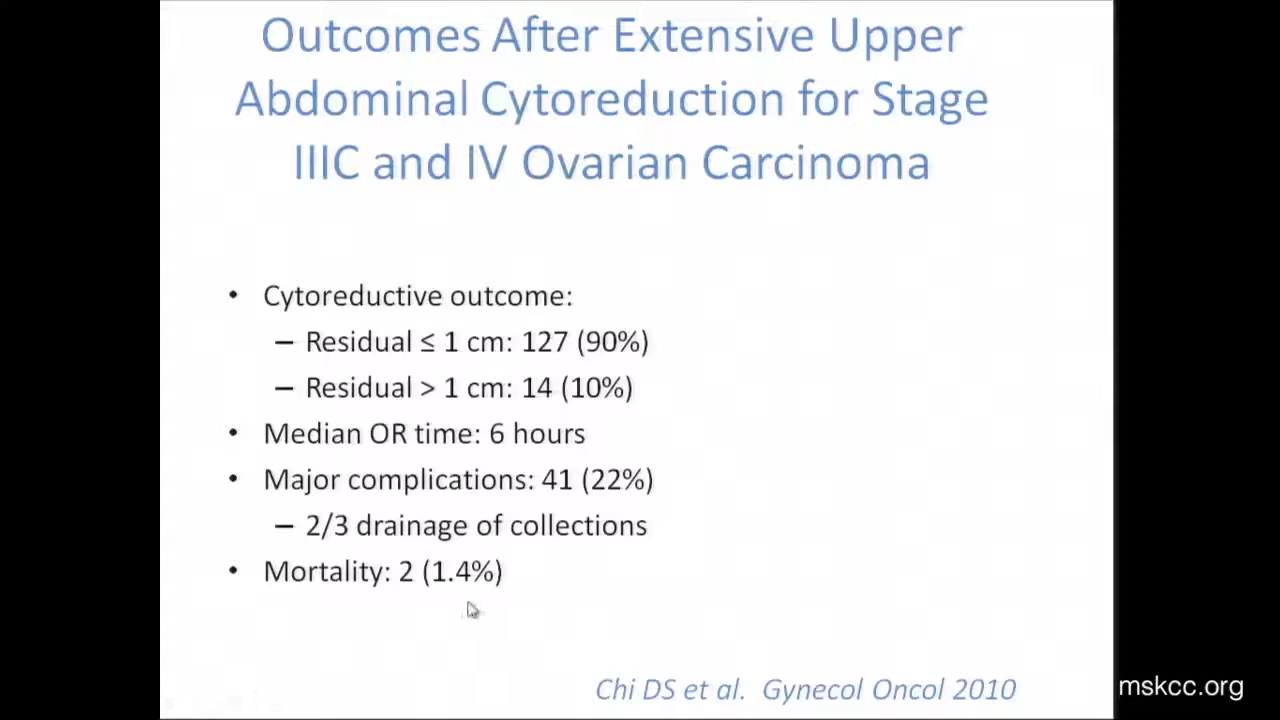 Outcomes After Extensive Upper
Abdominal Cytoreduction for Stage
IIIC and IV Ovarian Carcinoma
• Cytoreductive outcome:
– Residual ≤ 1 cm: 127 (90%)
– Residual > 1 cm: 14 (10%)
• Median OR time: 6 hours
• Major complications: 41 (22%)
– 2/3 drainage of collections
• Mortality: 2 (1.4%)
Chi DS et al. Gynecol Oncol 2010
mskcc.org